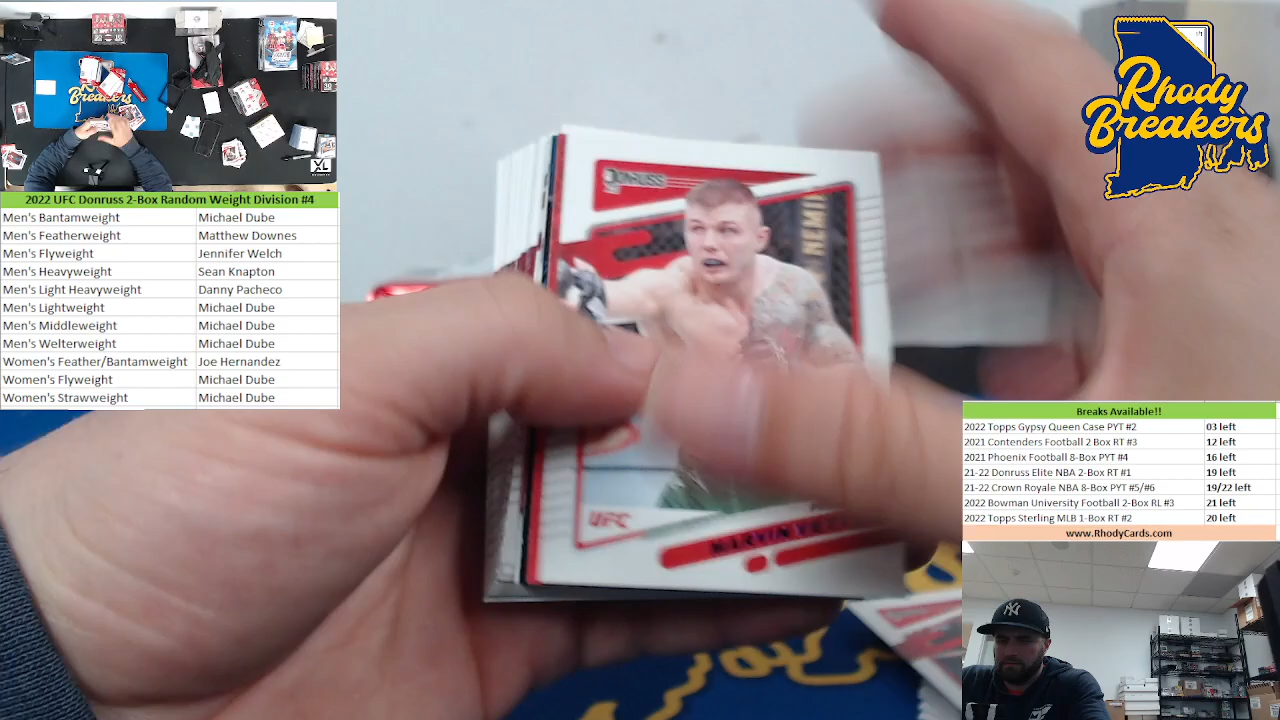 2022 UFC Donruss 2-Box Random Weight Division #4
Men's Bantamweight Michael Dube
Men's Featherweight Matthew Downes
Men's Flyweight Jennifer Welch
Men's Heavyweight Sean Knapton
Men's Light Heavyweight Danny Pacheco
Men's Lightweight Michael Dube
Men's Middleweight Michael Dube
Men's Welterweight Michael Dube
Women's Feather/Bantamweight Joe Hernandez
Women's Flyweight Michael Dube
Women's Strawweight Michael Dube
Rhody
Breakers
XL
Rhody
Breakers
DONRUSS
UFC
MARVIN
Breaks Available!!
2022 Topps Gypsy Queen Case PYT #2 03 left
2021 Contenders Football 2 Box RT #3 12 left
2021 Phoenix Football 8-Box PYT #4 16 left
21-22 Donruss Elite NBA 2-Box RT #1 19 left
21-22 Crown Royale NBA 8-Box PYT #5/#6 19/22 left
2022 Bowman University Football 2-Box RL #3 21 left
2022 Topps Sterling MLB 1-Box RT #2 20 left
www.RhodyCards.com